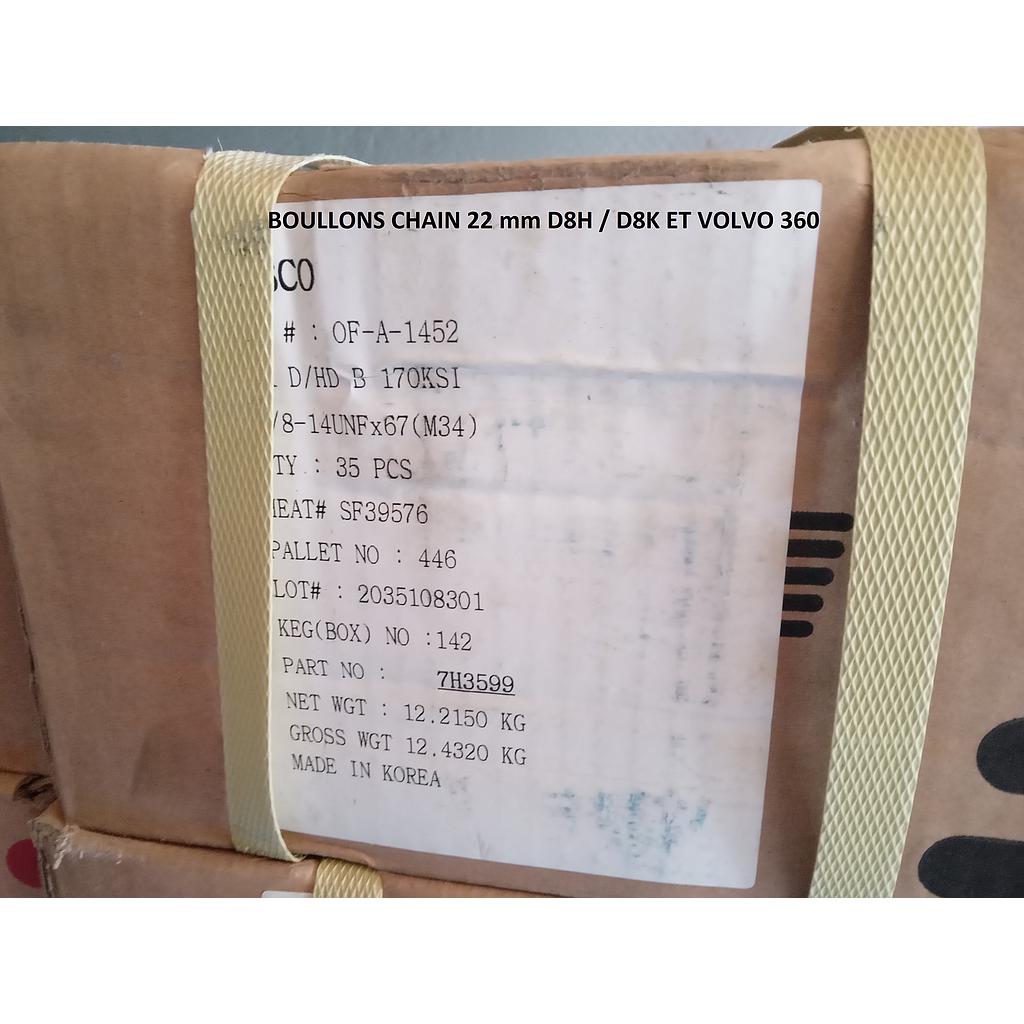 BOULLONS CHAIN 22 mm D8H / D8K ET VOLVO 360
SCO
# : OF-A-1452
D/HD B 170KSI
/8-14UNFx67(M34)
TY : 35 PCS
HEAT# SF39576
PALLET NO : 446
LOT# : 2035108301
KEG(BOX) NO :142
PART NO : 7H3599
NET WGT : 12.2150 KG
GROSS WGT 12.4320 KG
MADE IN KOREA